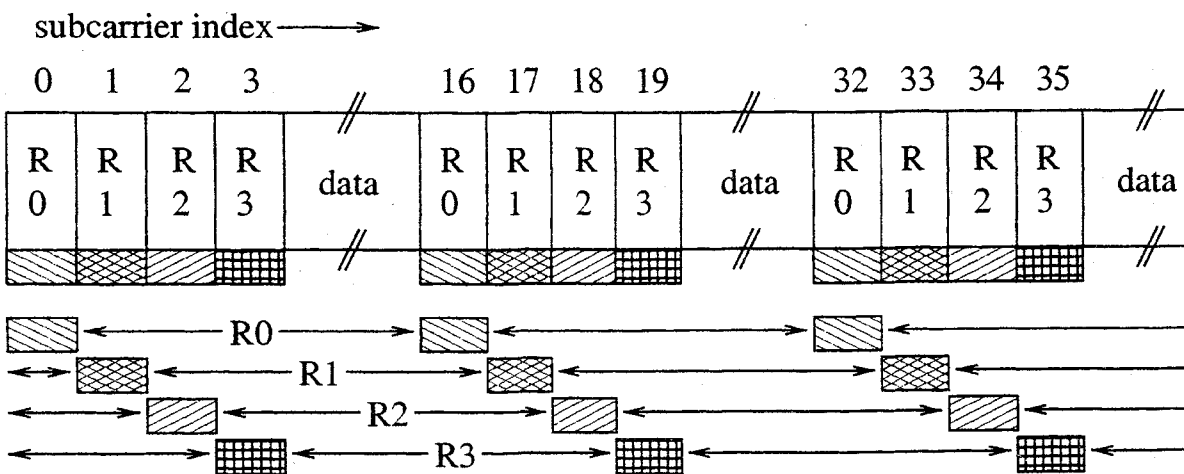 subcarrier index
0 1 2 3 16 17 18 19 32 33 34 35
R R R R data R R R R data R R R R data
0 1 2 3 0 1 2 3 0 1 2 3
R0
R1
R2
R3